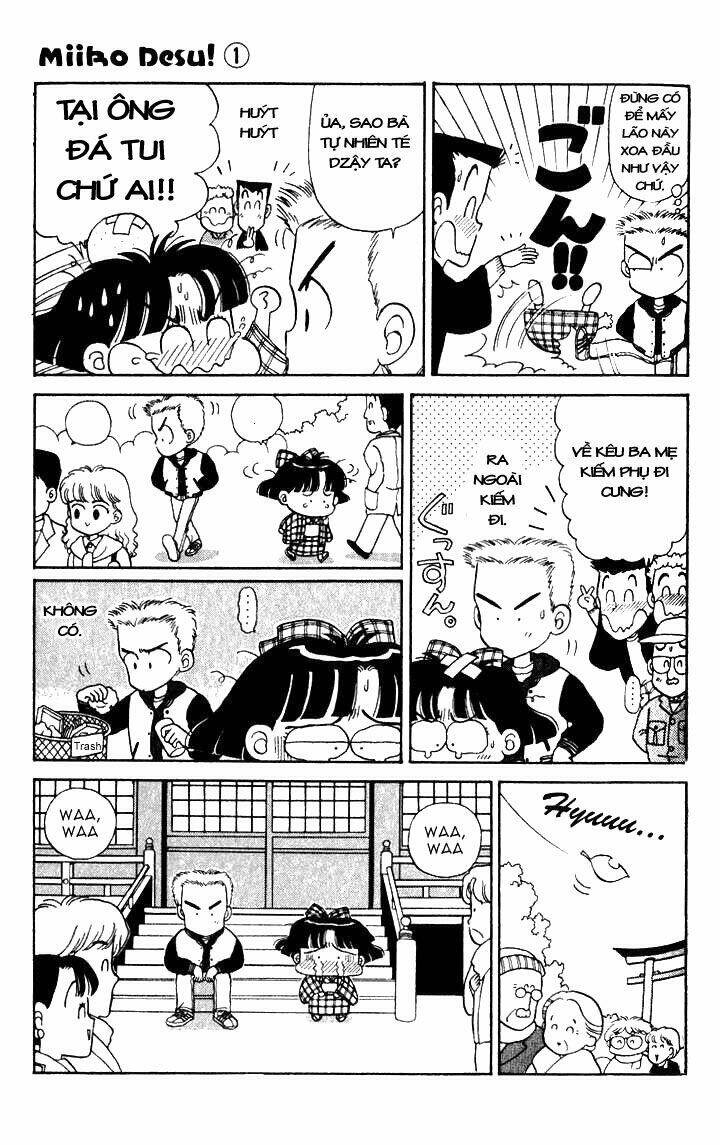 Miiko Desu! ①
ĐỪNG CÓ
ĐỂ MẤY
LÃO NÀY
XOA ĐẦU
NHƯ VẬY
CHỨ.
ごん!!
ỦA, SAO BÀ
TỰ NHIÊN TÉ
DZẬY TA?
HUÝT
HUÝT
TẠI ÔNG
ĐÁ TUI
CHỨ AI!!
VỀ KÊU BA MẸ
KIẾM PHỤ ĐI
CƯNG!
RA
NGOÀI
KIẾM
ĐI.
ぐっすん。
KHÔNG
CÓ.
Trash
Hyuuu...
WAA,
WAA
WAA,
WAA